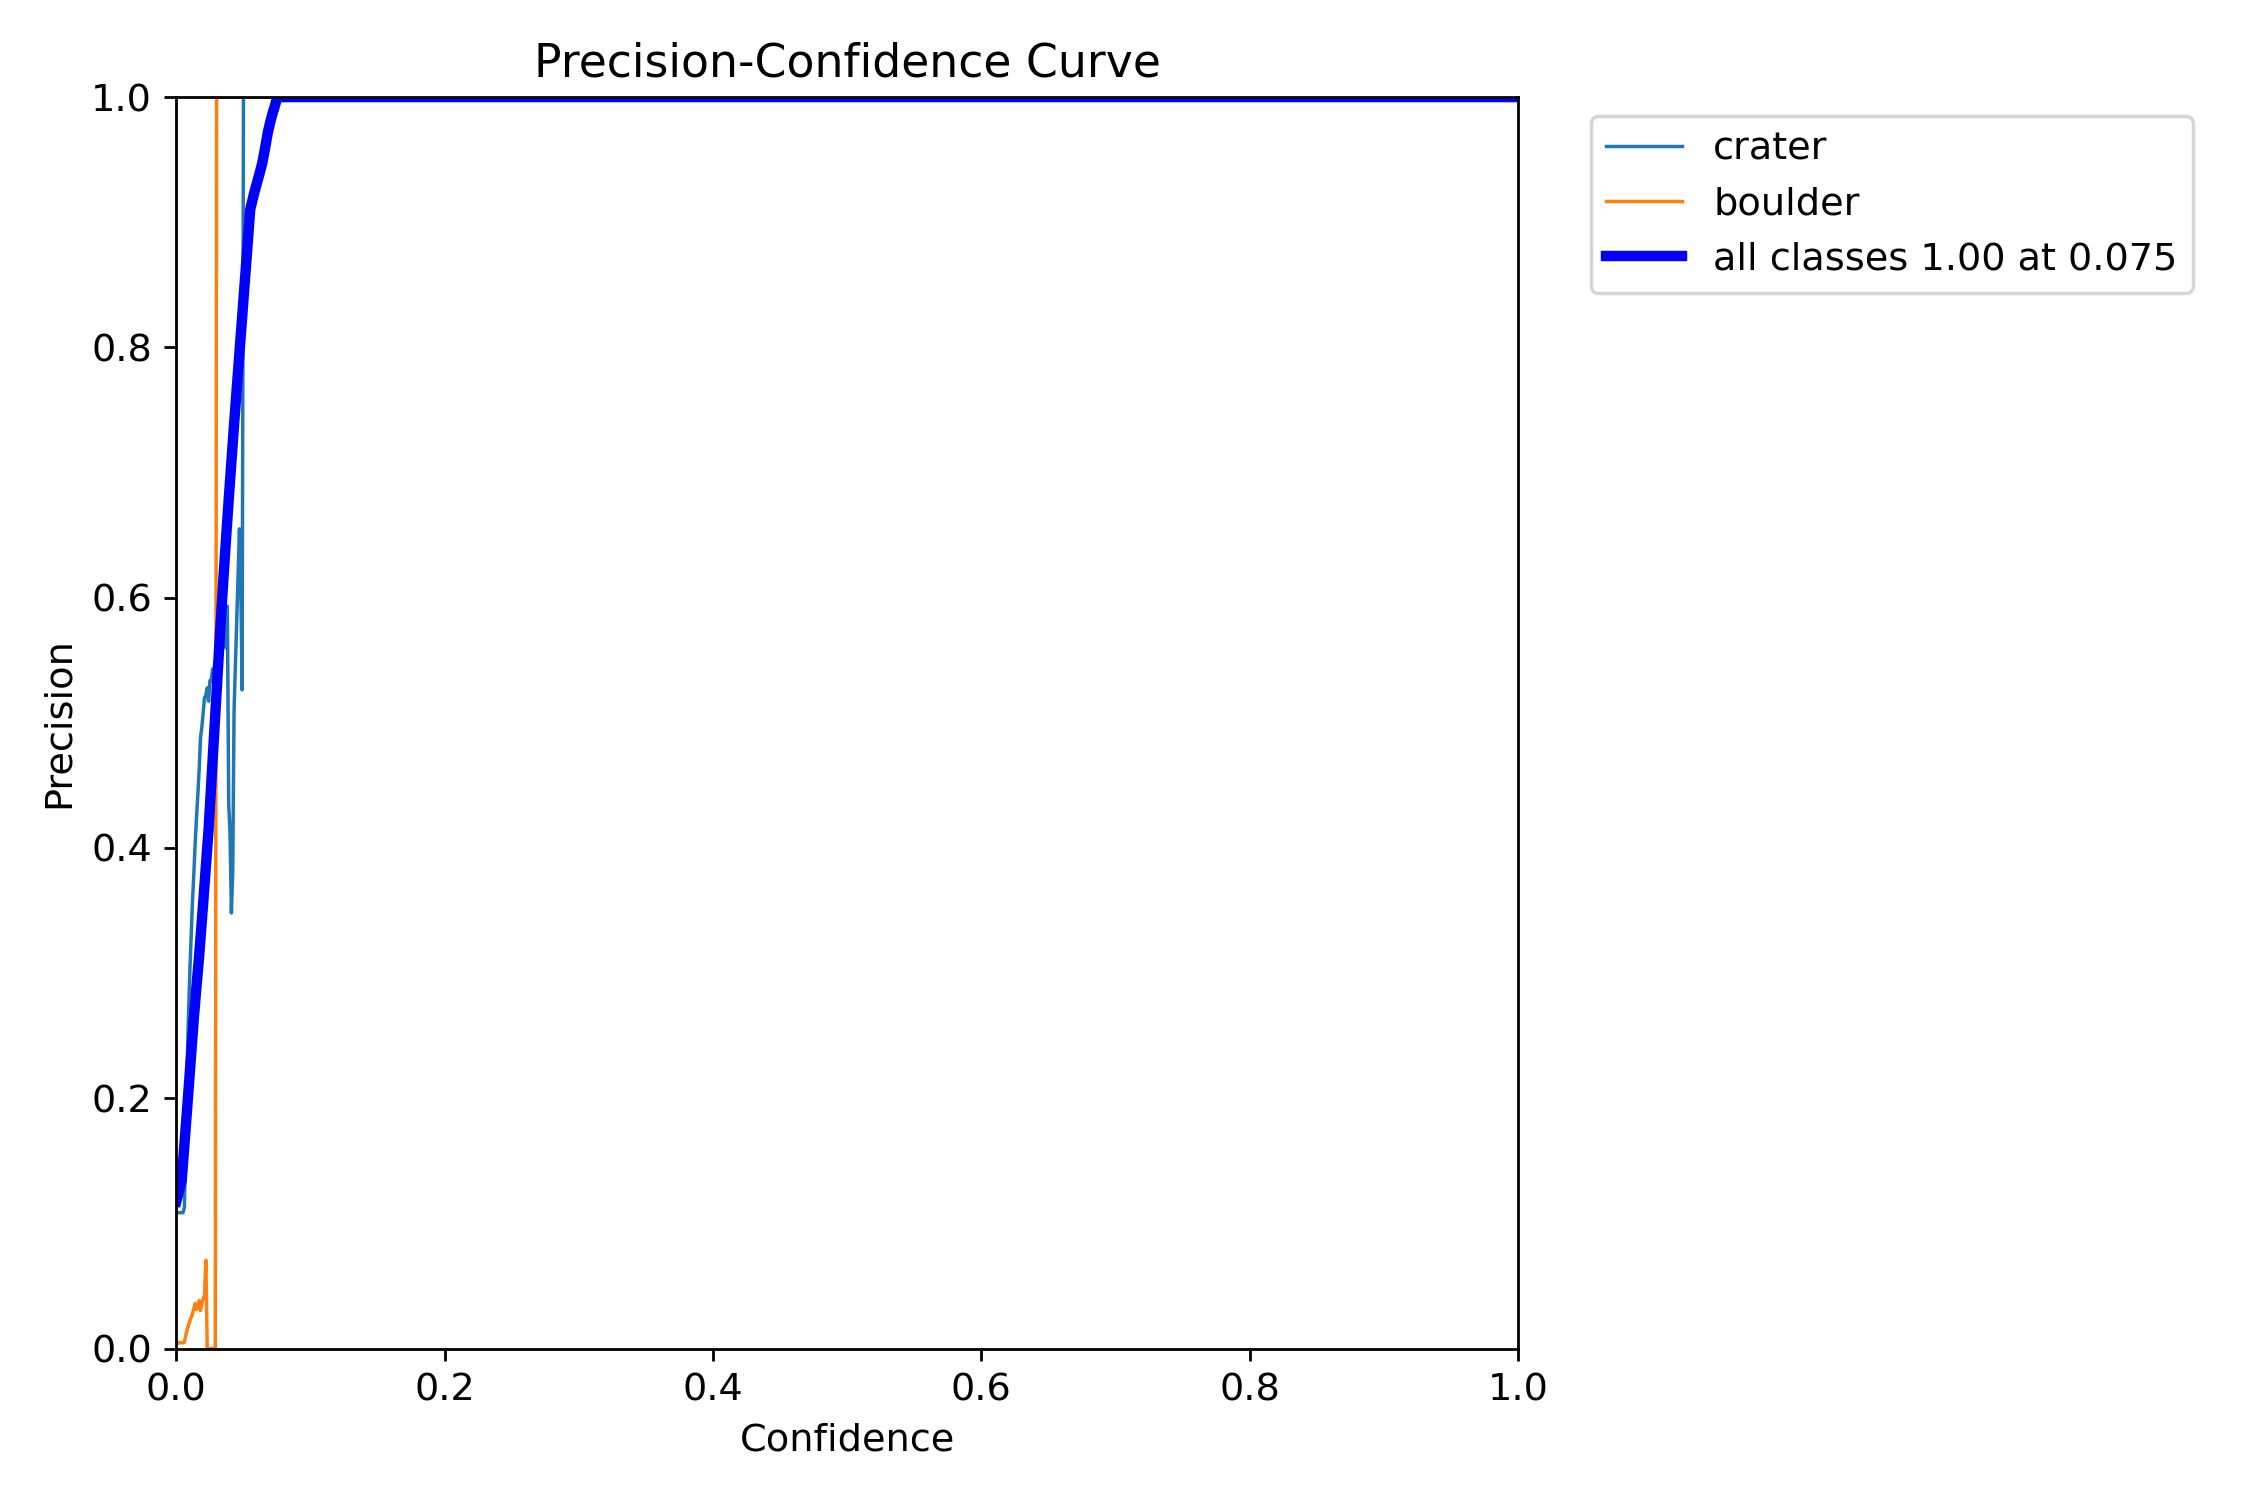 Precision-Confidence Curve
crater
boulder
all classes 1.00 at 0.075
Precision
1.0
0.8
0.6
0.4
0.2
0.0
0.0 0.2 0.4 0.6 0.8 1.0
Confidence